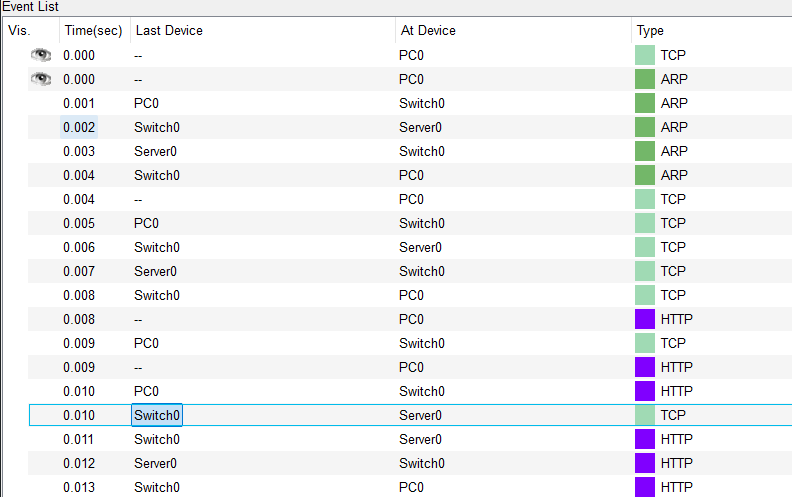 Event List
Vis. Time(sec) Last Device At Device Type
0.000 -- PC0 TCP
0.000 -- PC0 ARP
0.001 PC0 Switch0 ARP
0.002 Switch0 Server0 ARP
0.003 Server0 Switch0 ARP
0.004 Switch0 PC0 ARP
0.004 -- PC0 TCP
0.005 PC0 Switch0 TCP
0.006 Switch0 Server0 TCP
0.007 Server0 Switch0 TCP
0.008 Switch0 PC0 TCP
0.008 -- PC0 HTTP
0.009 PC0 Switch0 TCP
0.009 -- PC0 HTTP
0.010 PC0 Switch0 HTTP
0.010 Switch0 Server0 TCP
0.011 Switch0 Server0 HTTP
0.012 Server0 Switch0 HTTP
0.013 Switch0 PC0 HTTP